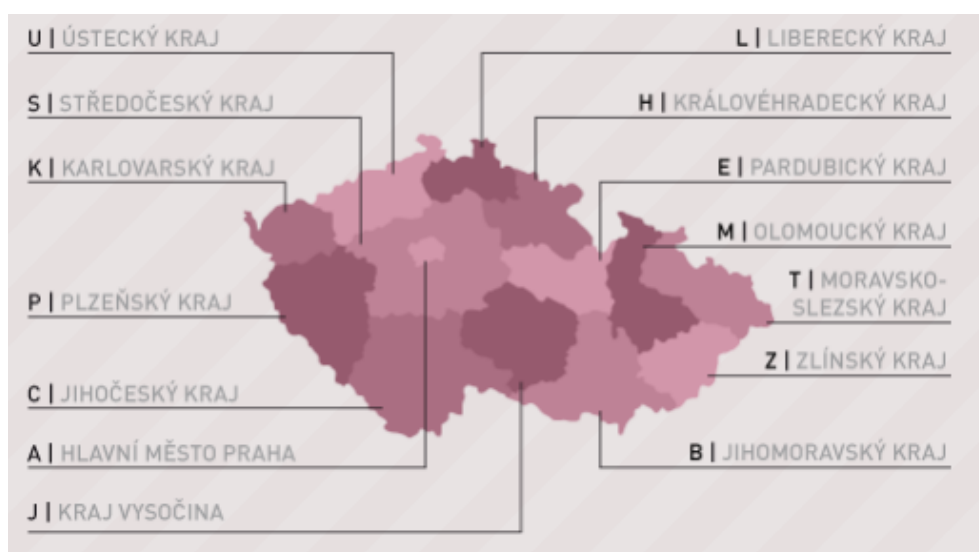 U | ÚSTECKÝ KRAJ
S | STŘEDOČESKÝ KRAJ
K | KARLOVARSKÝ KRAJ
P | PLZEŇSKÝ KRAJ
C | JIHOČESKÝ KRAJ
A | HLAVNÍ MĚSTO PRAHA
J | KRAJ VYSOČINA
L | LIBERECKÝ KRAJ
H | KRÁLOVÉHRADECKÝ KRAJ
E | PARDUBICKÝ KRAJ
M | OLOMOUCKÝ KRAJ
T | MORAVSKO-
SLEZSKÝ KRAJ
Z | ZLÍNSKÝ KRAJ
B | JIHOMORAVSKÝ KRAJ